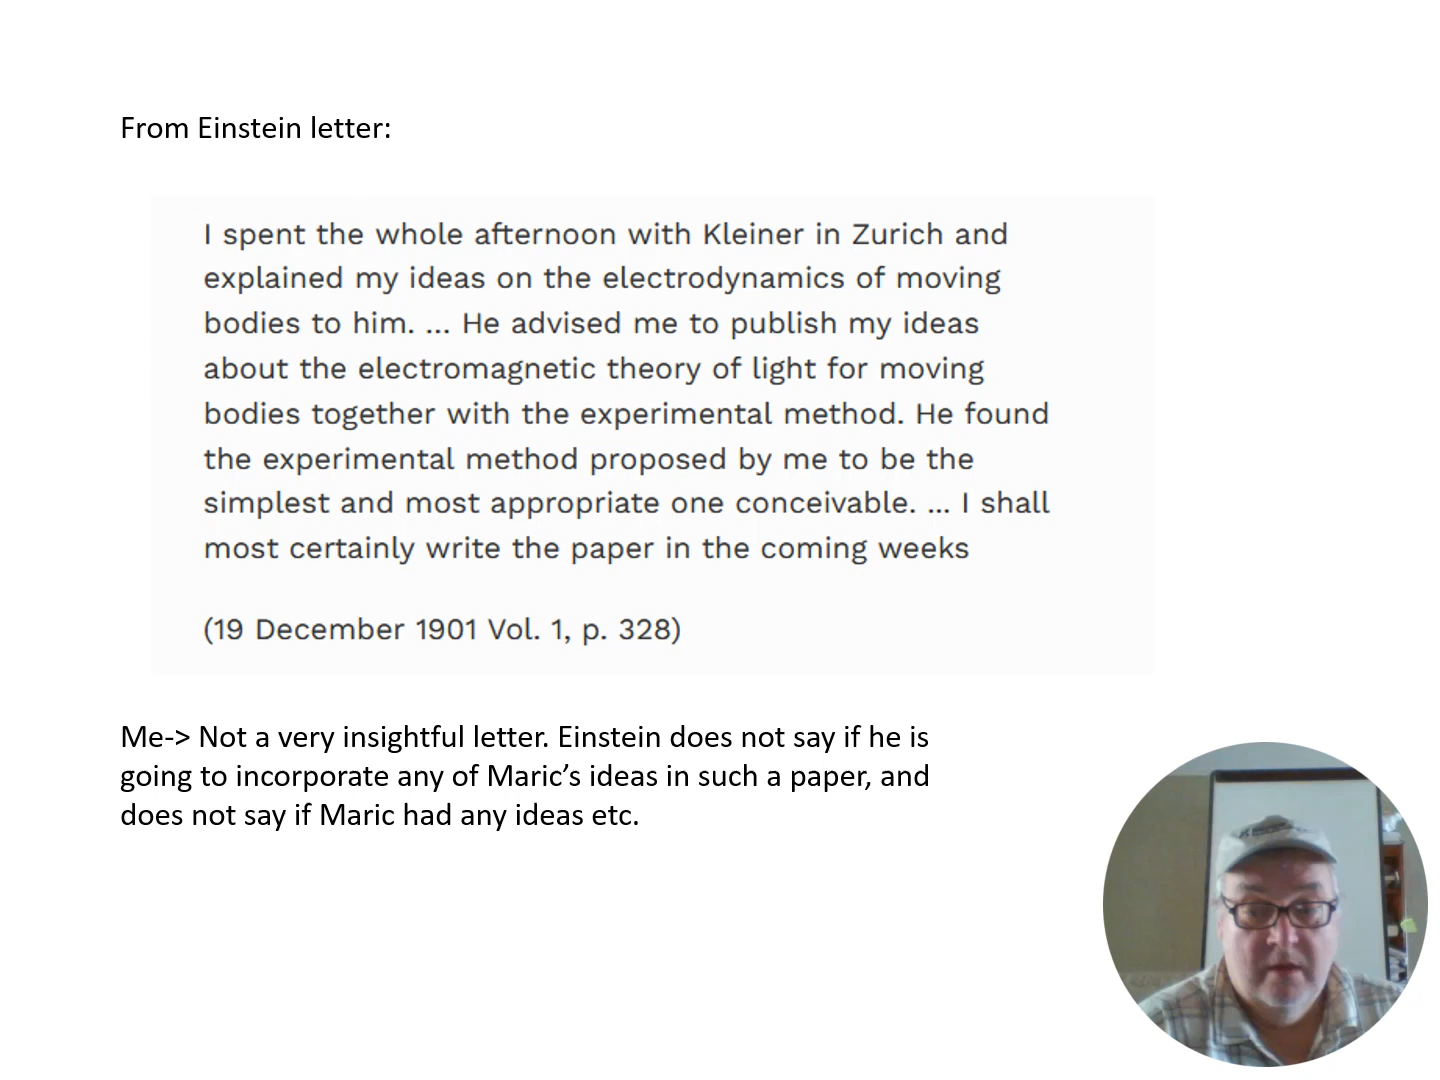 From Einstein letter:
I spent the whole afternoon with Kleiner in Zurich and
explained my ideas on the electrodynamics of moving
bodies to him. ... He advised me to publish my ideas
about the electromagnetic theory of light for moving
bodies together with the experimental method. He found
the experimental method proposed by me to be the
simplest and most appropriate one conceivable. ... I shall
most certainly write the paper in the coming weeks
(19 December 1901 Vol. 1, p. 328)
Me-> Not a very insightful letter. Einstein does not say if he is
going to incorporate any of Maric’s ideas in such a paper, and
does not say if Maric had any ideas etc.